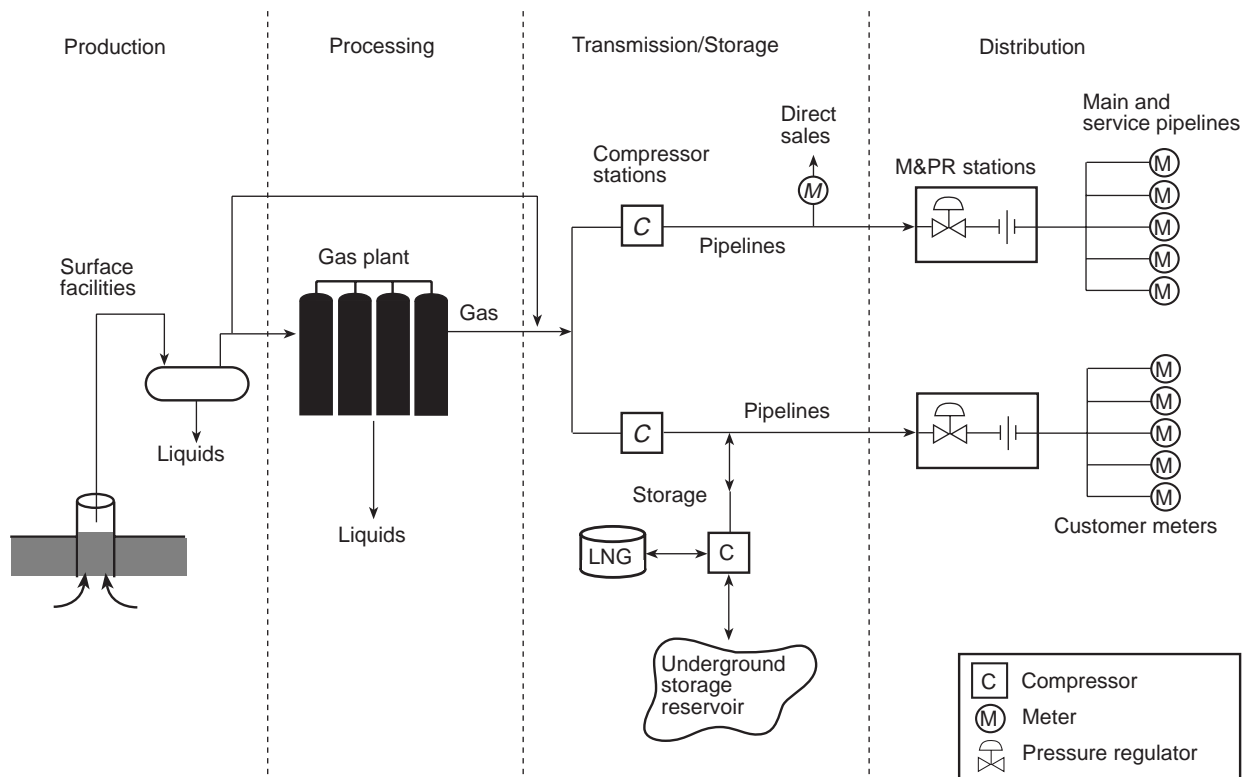 Production
Processing
Transmission/Storage
Distribution
Main and
service pipelines
Direct
sales
Compressor
stations
M&PR stations
M
M
M
M
M
M
C
Pipelines
Surface
facilities
Gas plant
Gas
Liquids
Liquids
C
Pipelines
M
M
M
M
M
Customer meters
Storage
LNG
C
Underground
storage
reservoir
C Compressor
M Meter
Pressure regulator